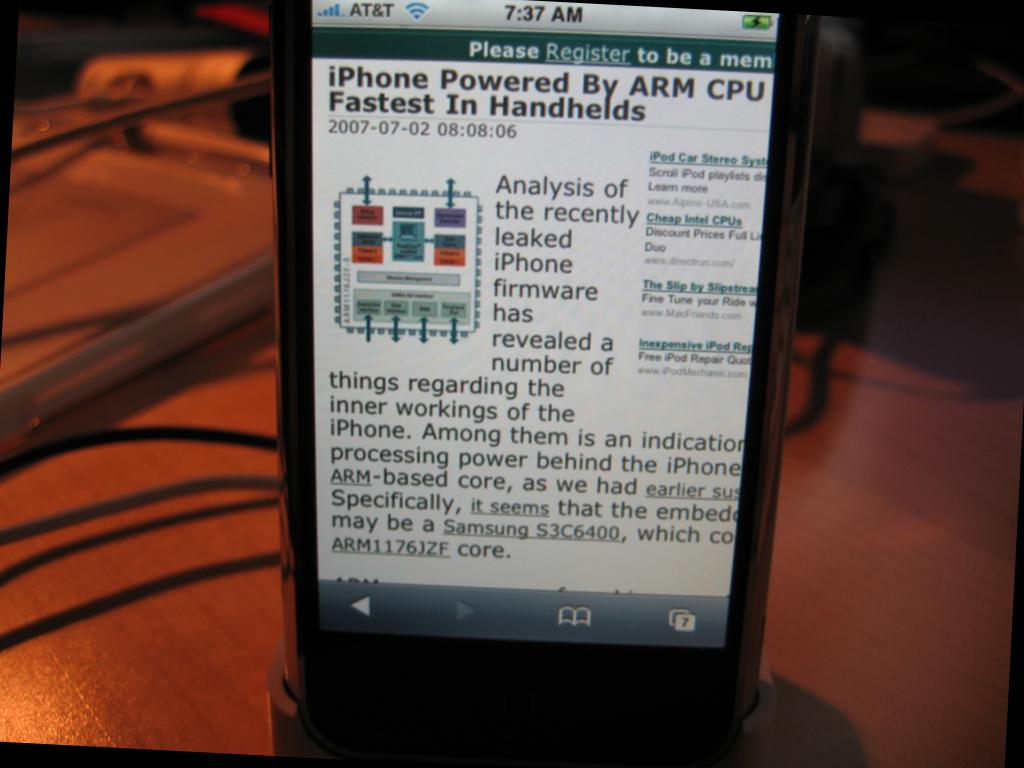 AT&T 7:37 AM
Please Register to be a mem
iPhone Powered By ARM CPU
Fastest In Handhelds
2007-07-02 08:08:06
Analysis of
the recently
leaked
iPhone
firmware
has
revealed a
number of
things regarding the
inner workings of the
iPhone. Among them is an indication
processing power behind the iPhone
ARM-based core, as we had earlier sus
Specifically, it seems that the embedd
may be a Samsung S3C6400, which co
ARM1176JZF core.
iPod Car Stereo Syste
Scroll iPod playlists dis
Learn more
www.Alpine-USA.com
Cheap Intel CPUs
Discount Prices Full Li
Duo
www.directron.com/
The Slip by Slipstrea
Fine Tune your Ride w
www.MacFriends.com
Inexpensive iPod Rep
Free iPod Repair Quo
www.iPodMechanic.com
ARM1176JZF-S
Memory Management
7